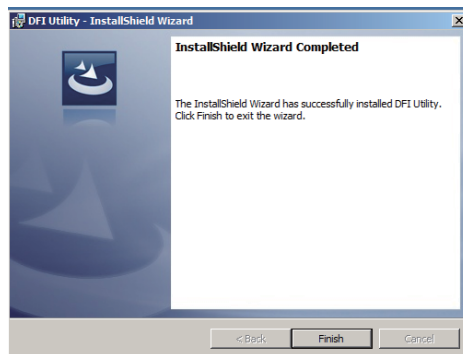 DFI Utility - InstallShield Wizard
InstallShield Wizard Completed
The InstallShield Wizard has successfully installed DFI Utility.
Click Finish to exit the wizard.
< Back
Finish
Cancel